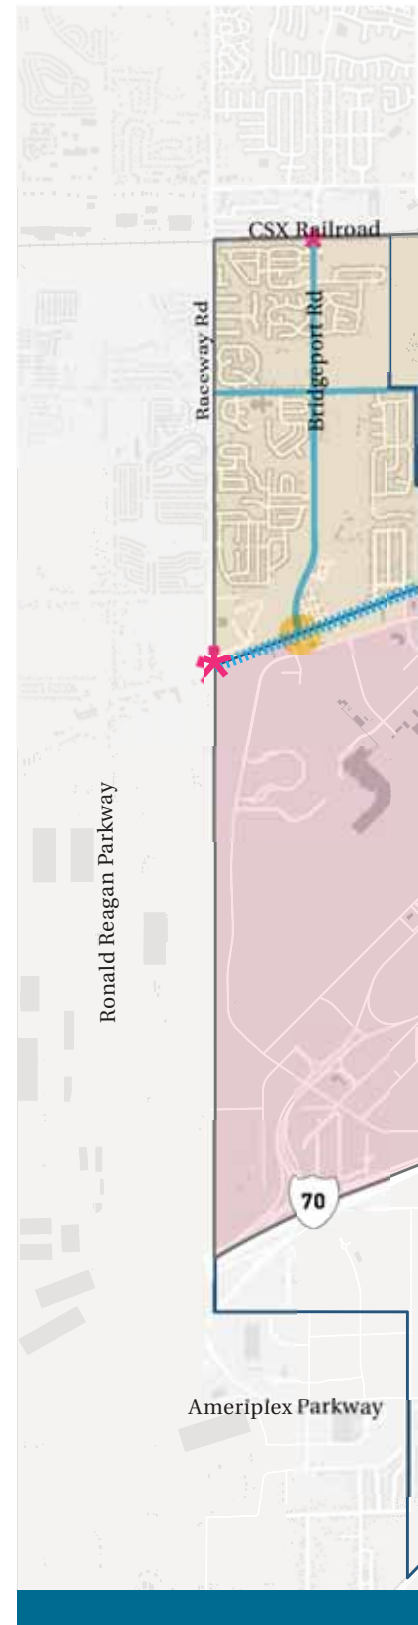 CSX Railroad
Raceway Rd
Bridgeport Rd
Ronald Reagan Parkway
70
Ameriplex Parkway